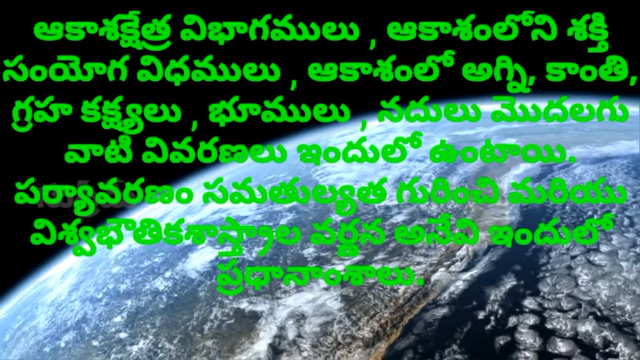 ఆకాశక్షేత్ర విభాగములు , ఆకాశంలోని శక్తి
సంయోగ విధములు , ఆకాశంలో అగ్ని, కాంతి,
గ్రహ కక్ష్యలు , భూములు , నదులు మొదలగు
వాటి వివరణలు ఇందులో ఉంటాయి.
పర్యావరణం సమతుల్యత గురించి మరియు
విశ్వభౌతికశాస్త్రాల వర్ణన అనేవి ఇందులో
ప్రధానాంశాలు.